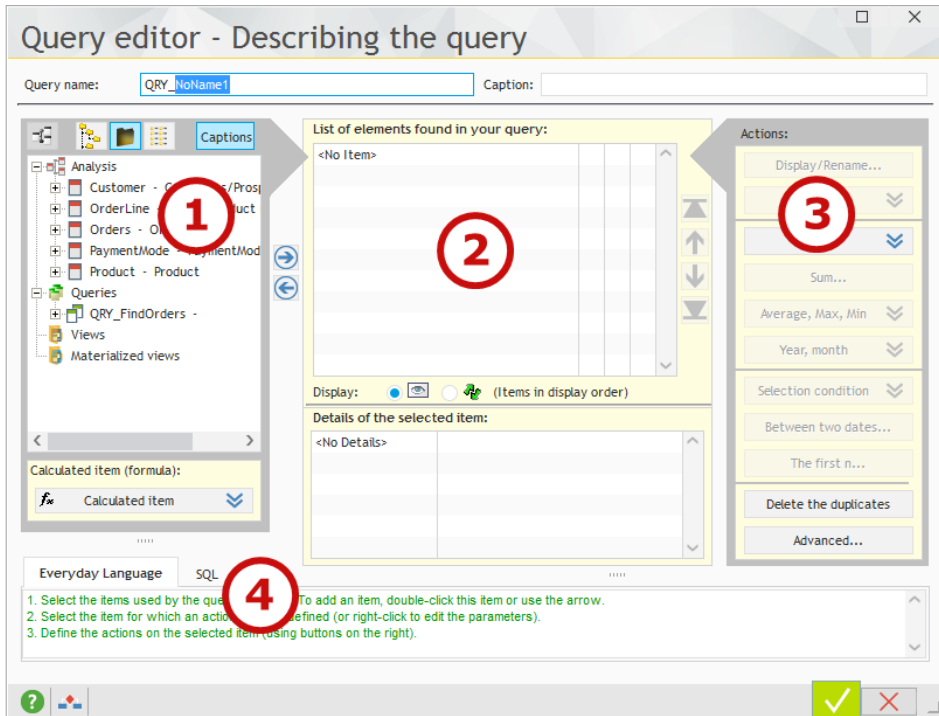 Query editor - Describing the query
Query name: QRY_NoName1 Caption:
Captions
Analysis
Customer - /Prosp
OrderLine - duct
Orders -
PaymentMode - PaymentMod
Product - Product
Queries
QRY_FindOrders -
Views
Materialized views
1
Calculated item (formula):
fx Calculated item
List of elements found in your query:
<No Item>
2
Display: (Items in display order)
Details of the selected item:
<No Details>
Actions:
Display/Rename...
3
Sum...
Average, Max, Min
Year, month
Selection condition
Between two dates...
The first n...
Delete the duplicates
Advanced...
Everyday Language SQL
4
1. Select the items used by the que To add an item, double-click this item or use the arrow.
2. Select the item for which an actio efined (or right-click to edit the parameters).
3. Define the actions on the selected item (using buttons on the right).
?